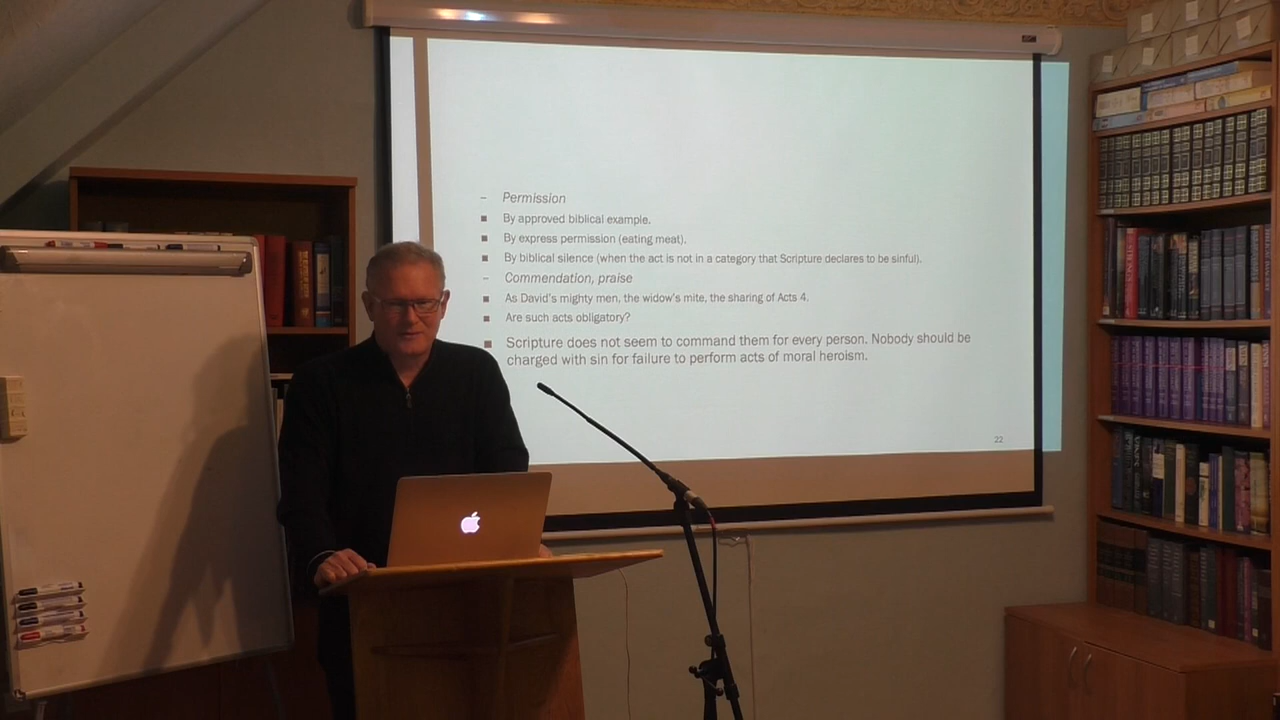 – Permission
■ By approved biblical example.
■ By express permission (eating meat).
■ By biblical silence (when the act is not in a category that Scripture declares to be sinful).
– Commendation, praise
■ As David's mighty men, the widow's mite, the sharing of Acts 4.
■ Are such acts obligatory?
■ Scripture does not seem to command them for every person. Nobody should be
charged with sin for failure to perform acts of moral heroism.
22